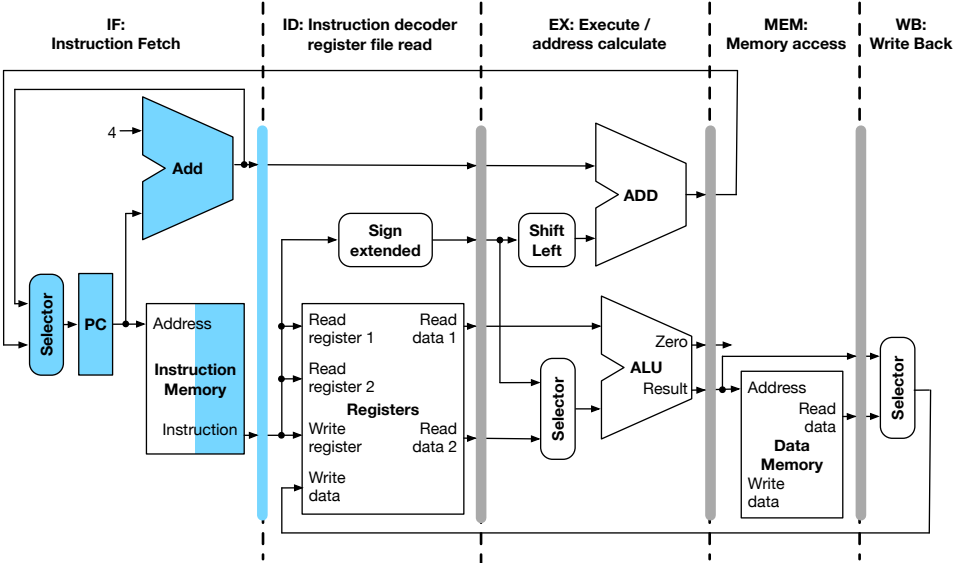 IF:
Instruction Fetch
ID: Instruction decoder
register file read
EX: Execute /
address calculate
MEM:
Memory access
WB:
Write Back
4
Add
ADD
Sign
extended
Shift
Left
Selector
PC
Address
Instruction
Memory
Instruction
Read
register 1
Read
data 1
Read
register 2
Registers
Write
register
Read
data 2
Write
data
Selector
Zero
ALU
Result
Address
Read
data
Data
Memory
Write
data
Selector